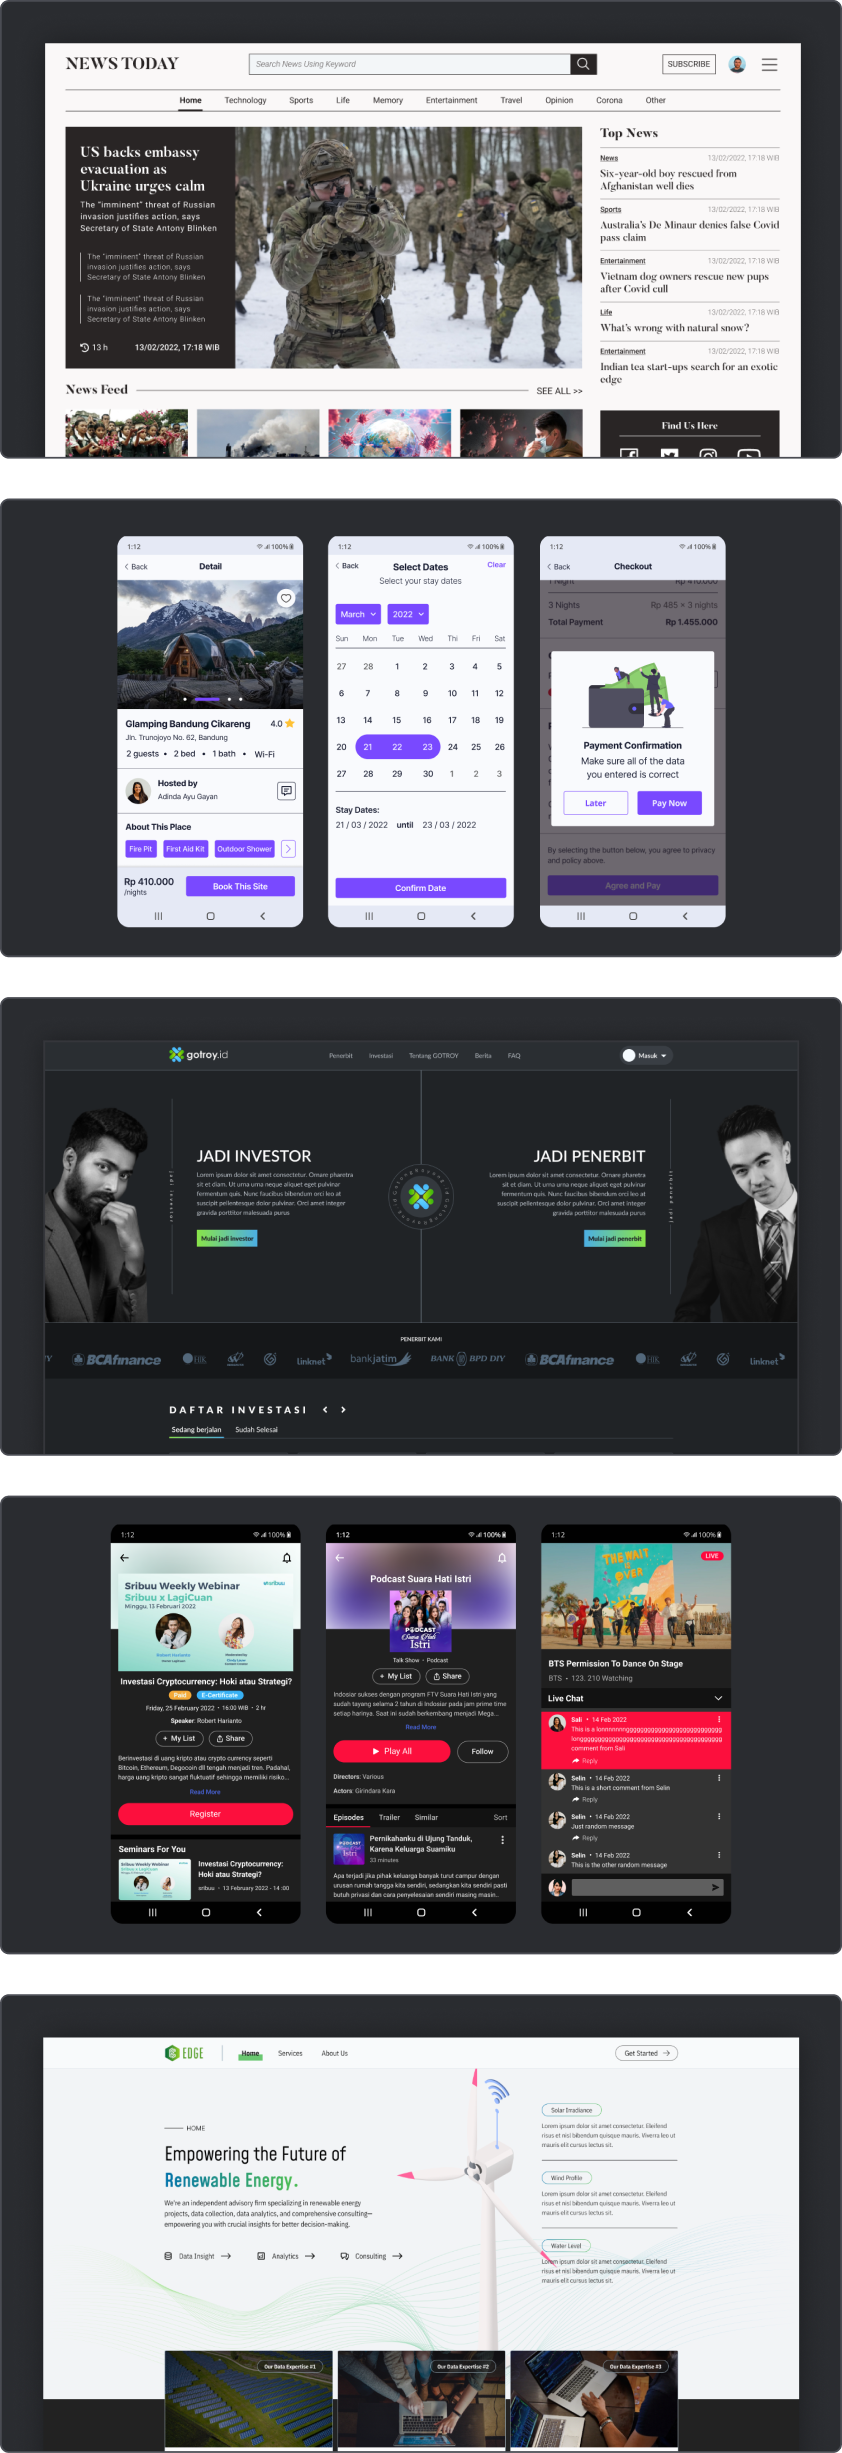 NEWS TODAY
Search News Using Keyword
SUBSCRIBE
Home Technology Sports Life Memory Entertainment Travel Opinion Corona Other
US backs embassy
evacuation as
Ukraine urges calm
The "imminent" threat of Russian
invasion justifies action, says
Secretary of State Antony Blinken
The "imminent" threat of Russian
invasion justifies action, says
Secretary of State Antony Blinken
The "imminent" threat of Russian
invasion justifies action, says
Secretary of State Antony Blinken
13 h 13/02/2022, 17:18 WIB
Top News
News 13/02/2022, 17:18 WIB
Six-year-old boy rescued from
Afghanistan well dies
Sports 13/02/2022, 17:18 WIB
Australia's De Minaur denies false Covid
pass claim
Entertainment 13/02/2022, 17:18 WIB
Vietnam dog owners rescue new pups
after Covid cull
Life 13/02/2022, 17:18 WIB
What's wrong with natural snow?
Entertainment 13/02/2022, 17:18 WIB
Indian tea start-ups search for an exotic
edge
News Feed SEE ALL >>
Find Us Here
1:12 100%
< Back Detail
Glamping Bandung Cikareng 4.0
Jln. Trunojoyo No. 62, Bandung
2 guests • 2 bed • 1 bath • Wi-Fi
Hosted by
Adinda Ayu Gayan
About This Place
Fire Pit First Aid Kit Outdoor Shower >
Rp 410.000
/nights
Book This Site
1:12 100%
< Back Select Dates Clear
Select your stay dates
March 2022
Sun Mon Tue Wed Thi Fri Sat
27 28 1 2 3 4 5
6 7 8 9 10 11 12
13 14 15 16 17 18 19
20 21 22 23 24 25 26
27 28 29 30 1 2 3
Stay Dates:
21 / 03 / 2022 until 23 / 03 / 2022
Confirm Date
1:12 100%
< Back Checkout
1 Night Rp 410.000
3 Nights Rp 485 × 3 nights
Total Payment Rp 1.455.000
Payment Confirmation
Make sure all of the data
you entered is correct
Later Pay Now
By selecting the button below, you agree to privacy
and policy above.
Agree and Pay
gotroy.id
Penerbit Investasi Tentang GOTROY Berita FAQ
Masuk
JADI INVESTOR
Lorem ipsum dolor sit amet consectetur. Ornare pharetra
sit et diam. Ut urna urna neque aliquet eget pulvinar
fermentum quis. Nunc faucibus bibendum orci leo at
suscipit pellentesque dolor pulvinar. Orci amet integer
gravida porttitor malesuada purus
Mulai jadi investor
jadi investor
JADI PENERBIT
Lorem ipsum dolor sit amet consectetur. Ornare pharetra
sit et diam. Ut urna urna neque aliquet eget pulvinar
fermentum quis. Nunc faucibus bibendum orci leo at
suscipit pellentesque dolor pulvinar. Orci amet integer
gravida porttitor malesuada purus
Mulai jadi penerbit
jadi penerbit
PENERBIT KAMI
BCAfinance linknet bankjatim BANK BPD DIY BCAfinance linknet
DAFTAR INVESTASI < >
Sedang berjalan Sudah Selesai
1:12 100%
Sribuu Weekly Webinar sribuu
Sribuu x LagiCuan
Minggu, 13 Februari 2022
Robert Harianto
Investasi Cryptocurrency: Hoki atau Strategi?
Paid E-Certificate
Friday, 25 February 2022 • 16:00 WIB • 2 hr
Speaker: Robert Harianto
+ My List Share
Berinvestasi di uang kripto atau crypto currency seperti
Bitcoin, Ethereum, Degocoin dll tengah menjadi tren. Padahal,
harga uang kripto sangat fluktuatif sehingga memiliki risiko...
Read More
Register
Seminars For You
Sribuu Weekly Webinar
Investasi Cryptocurrency:
Hoki atau Strategi?
sribuu • 13 February 2022 - 14 :00
1:12 100%
Podcast Suara Hati Istri
PODCAST
Suara Hati
Istri
Talk Show • Podcast
+ My List Share
Indosiar sukses dengan program FTV Suara Hati Istri yang
sudah tayang selama 2 tahun di Indosiar pada jam prime time
setiap harinya. Saat ini sudah berkembang menjadi Mega...
Read More
Play All Follow
Directors: Various
Actors: Girindara Kara
Episodes Trailer Similar Sort
PODCAST
Istri
Pernikahanku di Ujung Tanduk,
Karena Keluarga Suamiku
33 minutes
Apa terjadi jika pihak keluarga banyak turut campur dengan
urusan rumah tangga kita sendiri, sedangkan kita sendiri pasti
butuh privasi dan cara penyelesaian sendiri masing masin..
1:12 100%
THE WAIT
IS
OVER
LIVE
BTS Permission To Dance On Stage
BTS • 123. 210 Watching
Live Chat
Sali • 14 Feb 2022
comment from Sali
Reply
Selin • 14 Feb 2022
This is a short comment from Selin
Reply
Selin • 14 Feb 2022
Just random message
Reply
Selin • 14 Feb 2022
This is the other random message
EDGE
Home Services About Us
Get Started
HOME
Empowering the Future of
Renewable Energy.
We're an independent advisory firm specializing in renewable energy
projects, data collection, data analytics, and comprehensive consulting—
empowering you with crucial insights for better decision-making.
Data Insight Analytics Consulting
Solar Irradiance
Lorem ipsum dolor sit amet consectetur. Eleifend
risus et nisl bibendum quisque mauris. Viverra leo ut
mauris elit cursus lectus sit.
Wind Profile
Lorem ipsum dolor sit amet consectetur. Eleifend
risus et nisl bibendum quisque mauris. Viverra leo ut
mauris elit cursus lectus sit.
Water Level
Lorem ipsum dolor sit amet consectetur. Eleifend
risus et nisl bibendum quisque mauris. Viverra leo ut
mauris elit cursus lectus sit.
Our Data Expertise #1
Our Data Expertise #2
Our Data Expertise #3